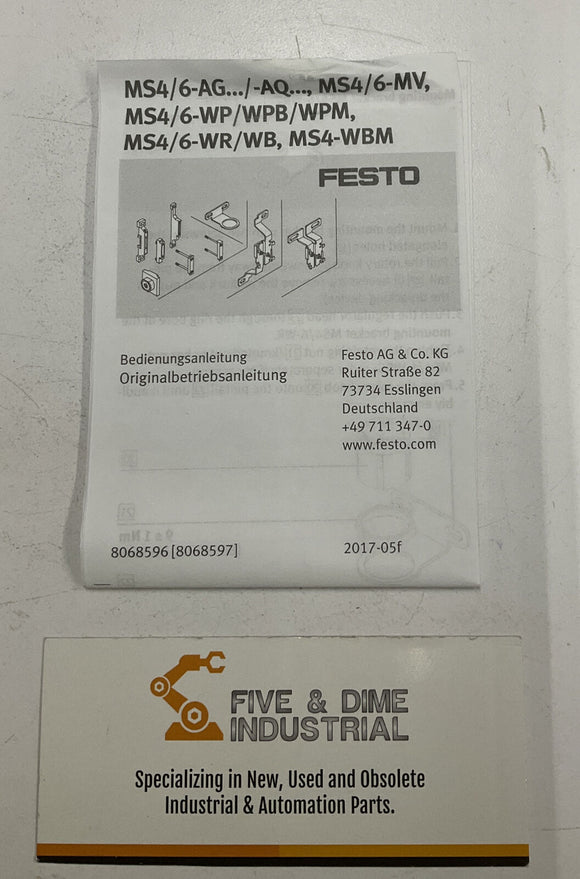 MS4/6-AG.../-AQ..., MS4/6-MV,
MS4/6-WP/WPB/WPM,
MS4/6-WR/WB, MS4-WBM
FESTO
Bedienungsanleitung
Originalbetriebsanleitung
Festo AG & Co. KG
Ruiter Straße 82
73734 Esslingen
Deutschland
+49 711 347-0
www.festo.com
8068596 [8068597]
2017-05f
FIVE & DIME
INDUSTRIAL
Specializing in New, Used and Obsolete
Industrial & Automation Parts.